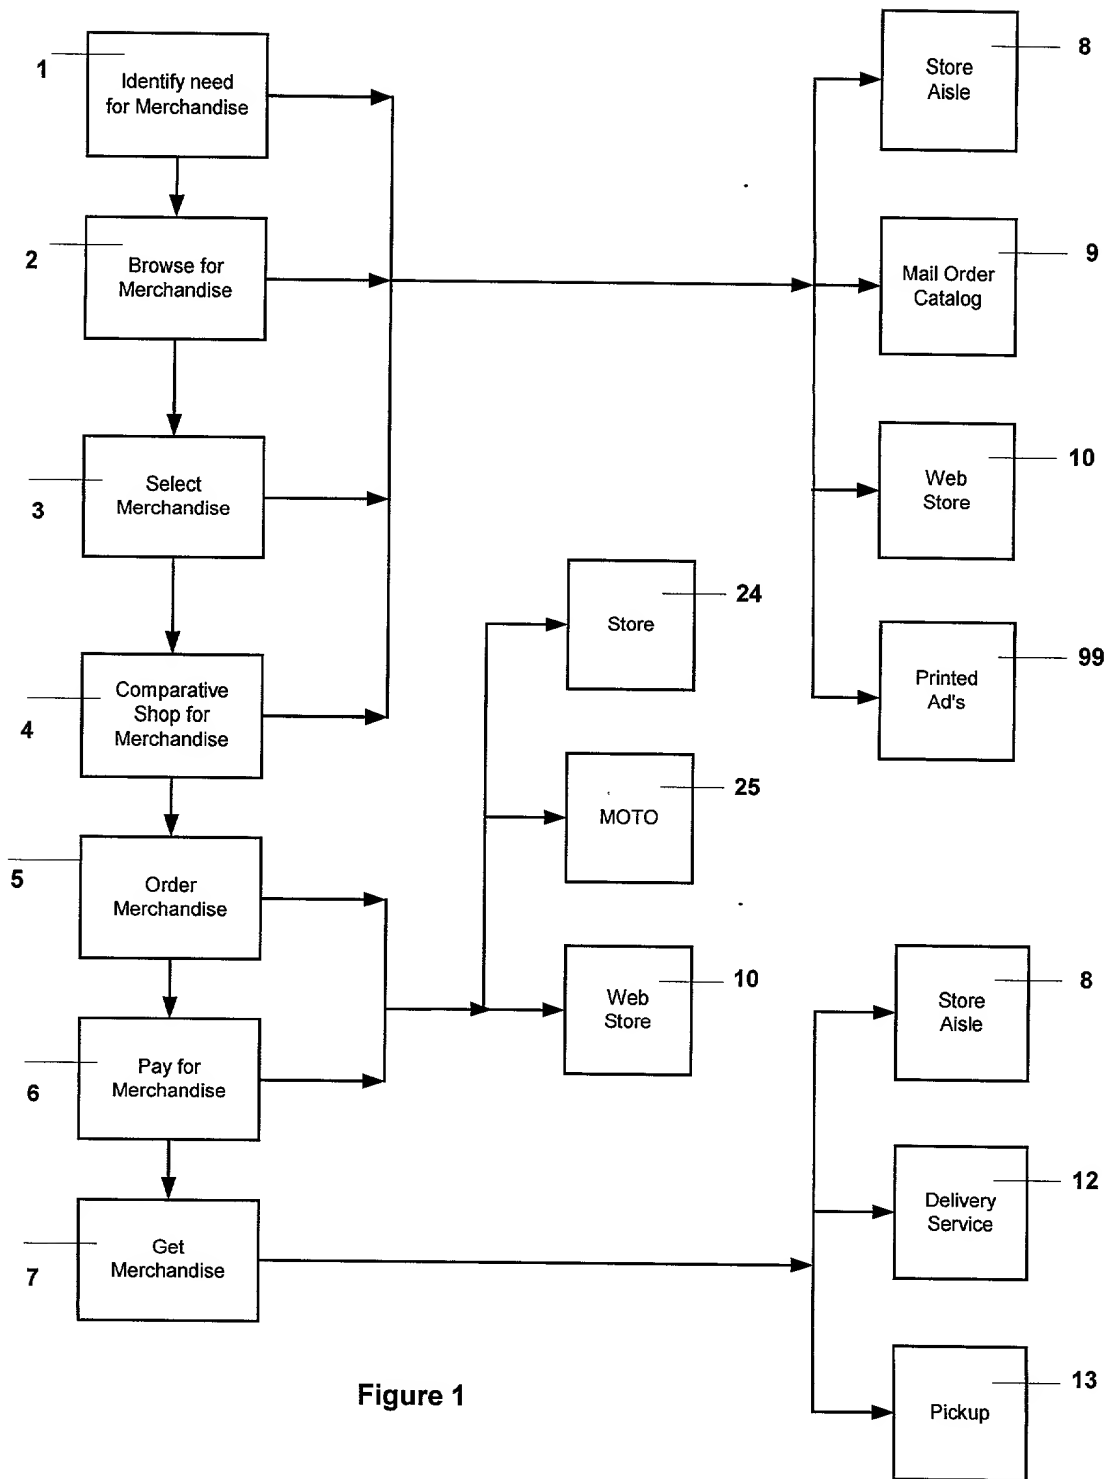 1
Identify need
for Merchandise
2
Browse for
Merchandise
3
Select
Merchandise
4
Comparative
Shop for
Merchandise
5
Order
Merchandise
6
Pay for
Merchandise
7
Get
Merchandise
Store
24
MOTO
25
Web
Store
10
Store
Aisle
8
Mail Order
Catalog
9
Web
Store
10
Printed
Ad's
99
Store
Aisle
8
Delivery
Service
12
Pickup
13
Figure 1